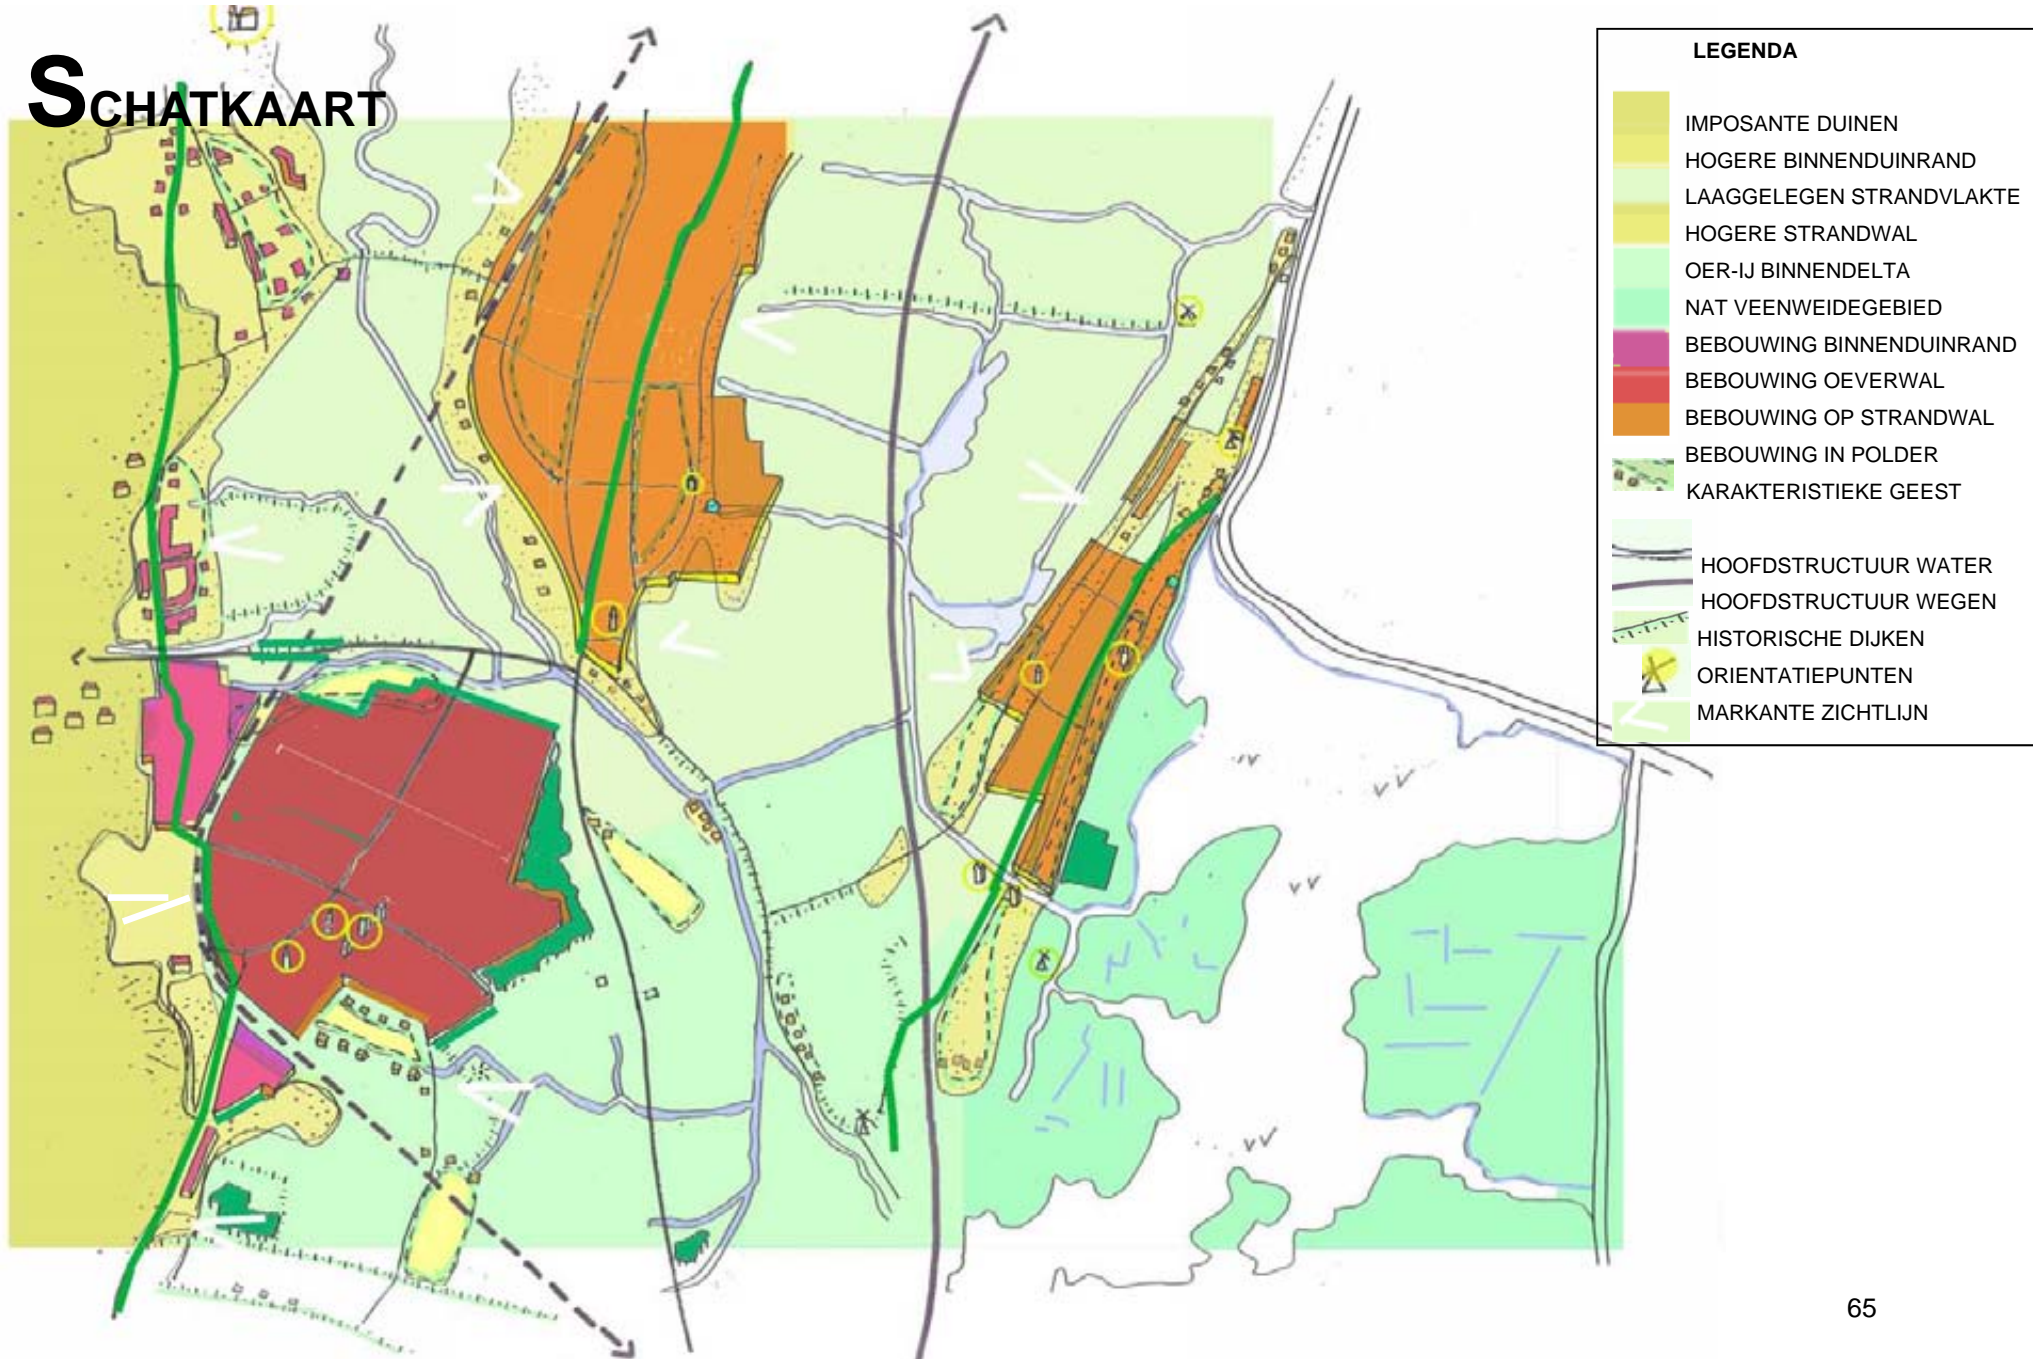 SCHATKAART
LEGENDA
IMPOSANTE DUINEN
HOGERE BINNENDUINRAND
LAAGGELEGEN STRANDVLAKTE
HOGERE STRANDWAL
OER-IJ BINNENDELTA
NAT VEENWEIDEGEBIED
BEBOUWING BINNENDUINRAND
BEBOUWING OEVERWAL
BEBOUWING OP STRANDWAL
BEBOUWING IN POLDER
KARAKTERISTIEKE GEEST
HOOFDSTRUCTUUR WATER
HOOFDSTRUCTUUR WEGEN
HISTORISCHE DIJKEN
ORIENTATIEPUNTEN
MARKANTE ZICHTLIJN
65